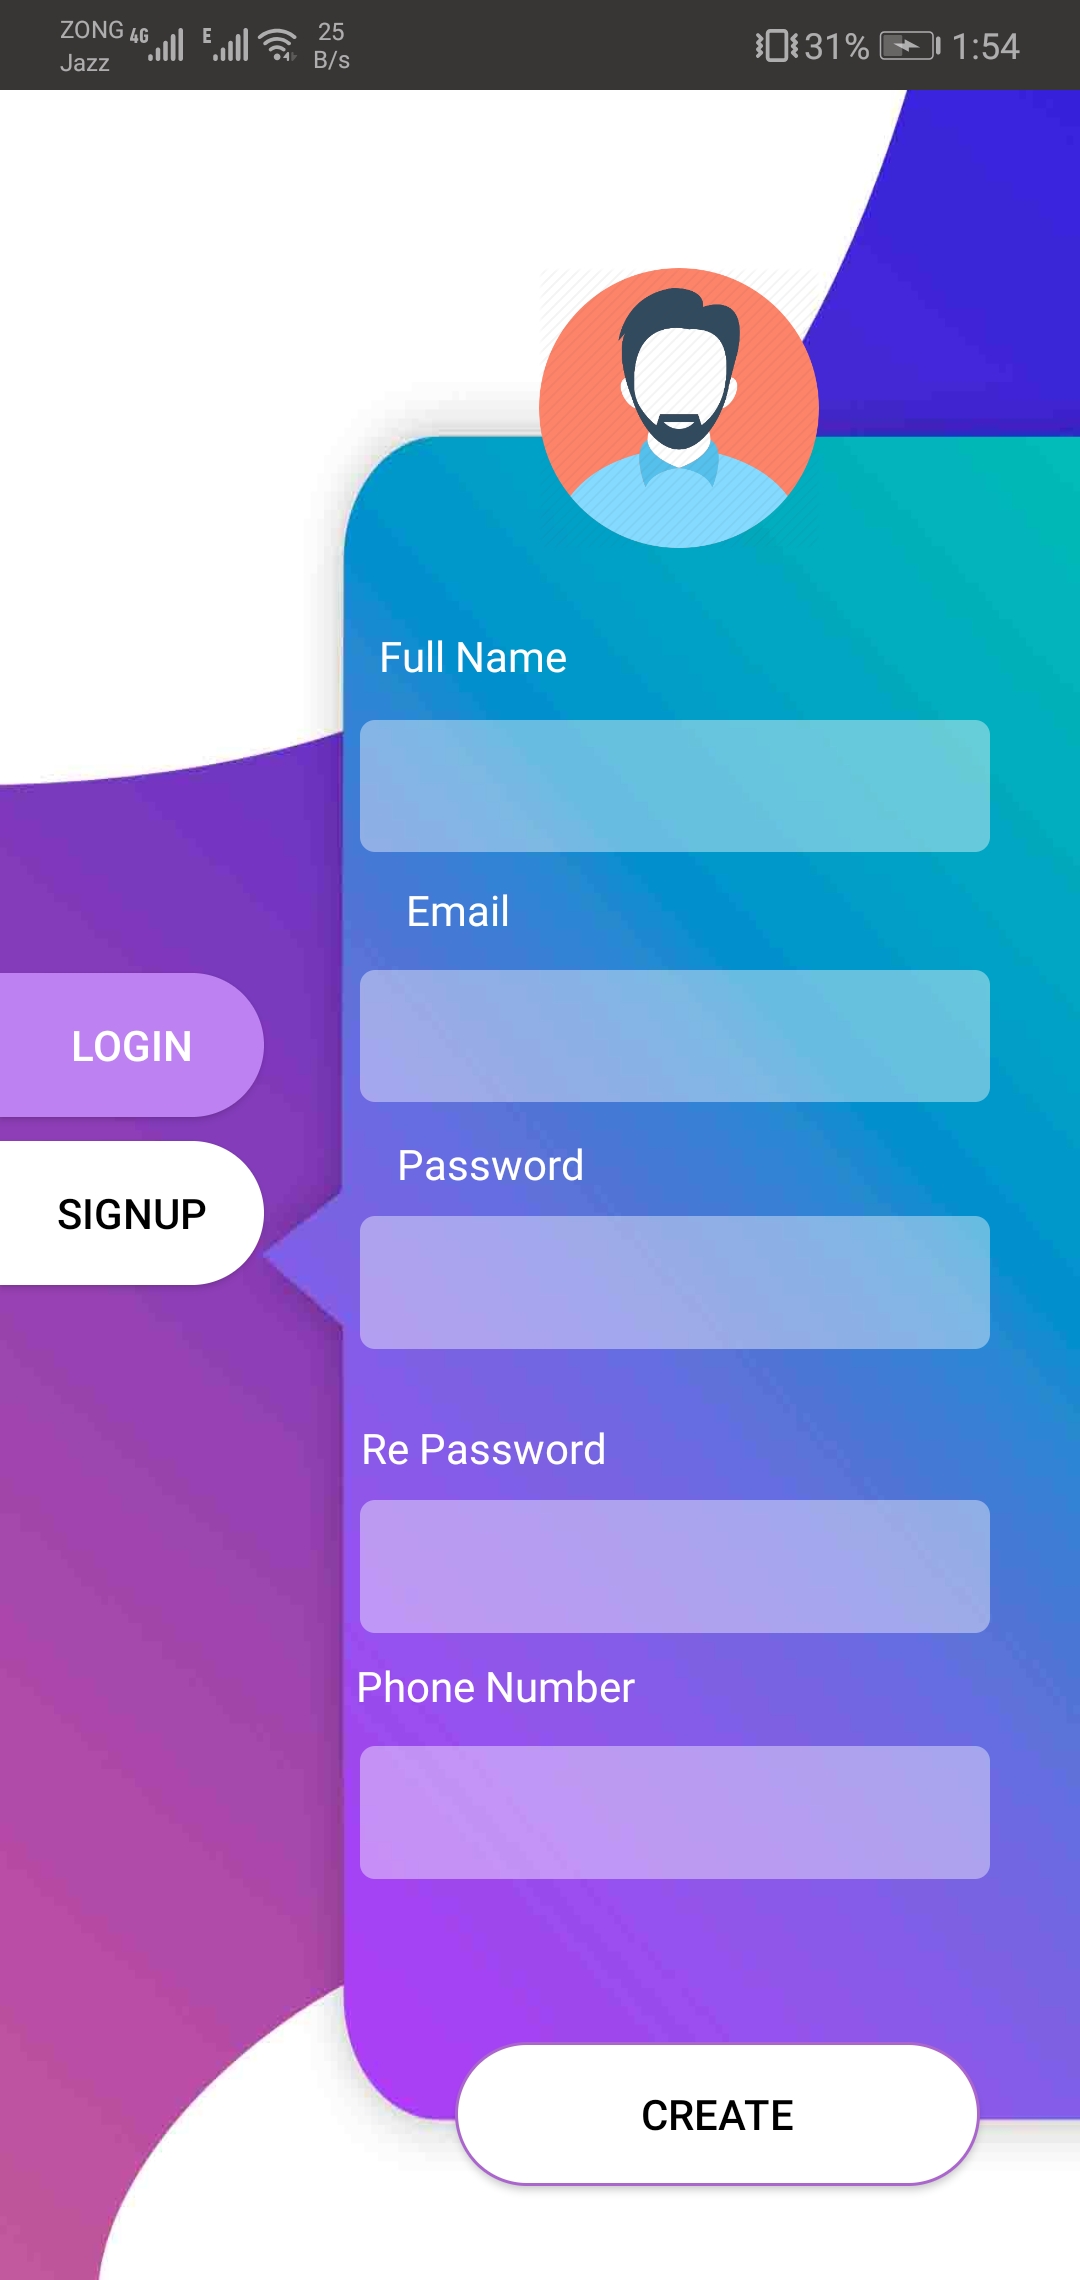 ZONG 4G E 25 31% 1:54
Jazz B/s
Full Name
Email
LOGIN
Password
SIGNUP
Re Password
Phone Number
CREATE